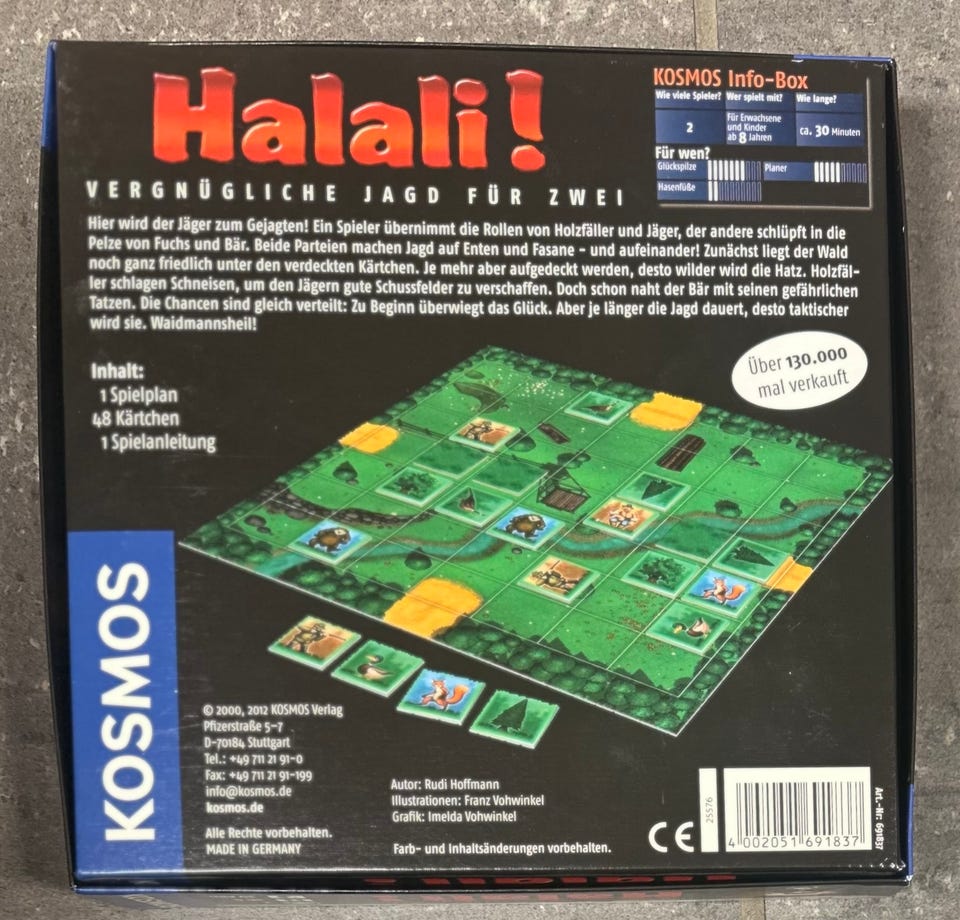 Halali!
VERGNÜGLICHE JAGD FÜR ZWEI
KOSMOS Info-Box
Wie viele Spieler? Wer spielt mit? Wie lange?
2
Für Erwachsene
und Kinder
ab 8 Jahren
ca. 30 Minuten
Für wen?
Glückspilze
Planer
Hasenfüße
Hier wird der Jäger zum Gejagten! Ein Spieler übernimmt die Rollen von Holzfäller und Jäger, der andere schlüpft in die
Pelze von Fuchs und Bär. Beide Parteien machen Jagd auf Enten und Fasane - und aufeinander! Zunächst liegt der Wald
noch ganz friedlich unter den verdeckten Kärtchen. Je mehr aber aufgedeckt werden, desto wilder wird die Hatz. Holzfäl-
ler schlagen Schneisen, um den Jägern gute Schussfelder zu verschaffen. Doch schon naht der Bär mit seinen gefährlichen
Tatzen. Die Chancen sind gleich verteilt: Zu Beginn überwiegt das Glück. Aber je länger die Jagd dauert, desto taktischer
wird sie. Waidmannsheil!
Über 130.000
mal verkauft
Inhalt:
1 Spielplan
48 Kärtchen
1 Spielanleitung
KOSMOS
© 2000, 2012 KOSMOS Verlag
Pfizerstraße 5-7
D-70184 Stuttgart
Tel.: +49 711 21 91-0
Fax: +49 711 21 91-199
info@kosmos.de
kosmos.de
Alle Rechte vorbehalten.
MADE IN GERMANY
Autor: Rudi Hoffmann
Illustrationen: Franz Vohwinkel
Grafik: Imelda Vohwinkel
Farb- und Inhaltsänderungen vorbehalten.
CE
25576
4 002051 691837
Art.-Nr. 691837